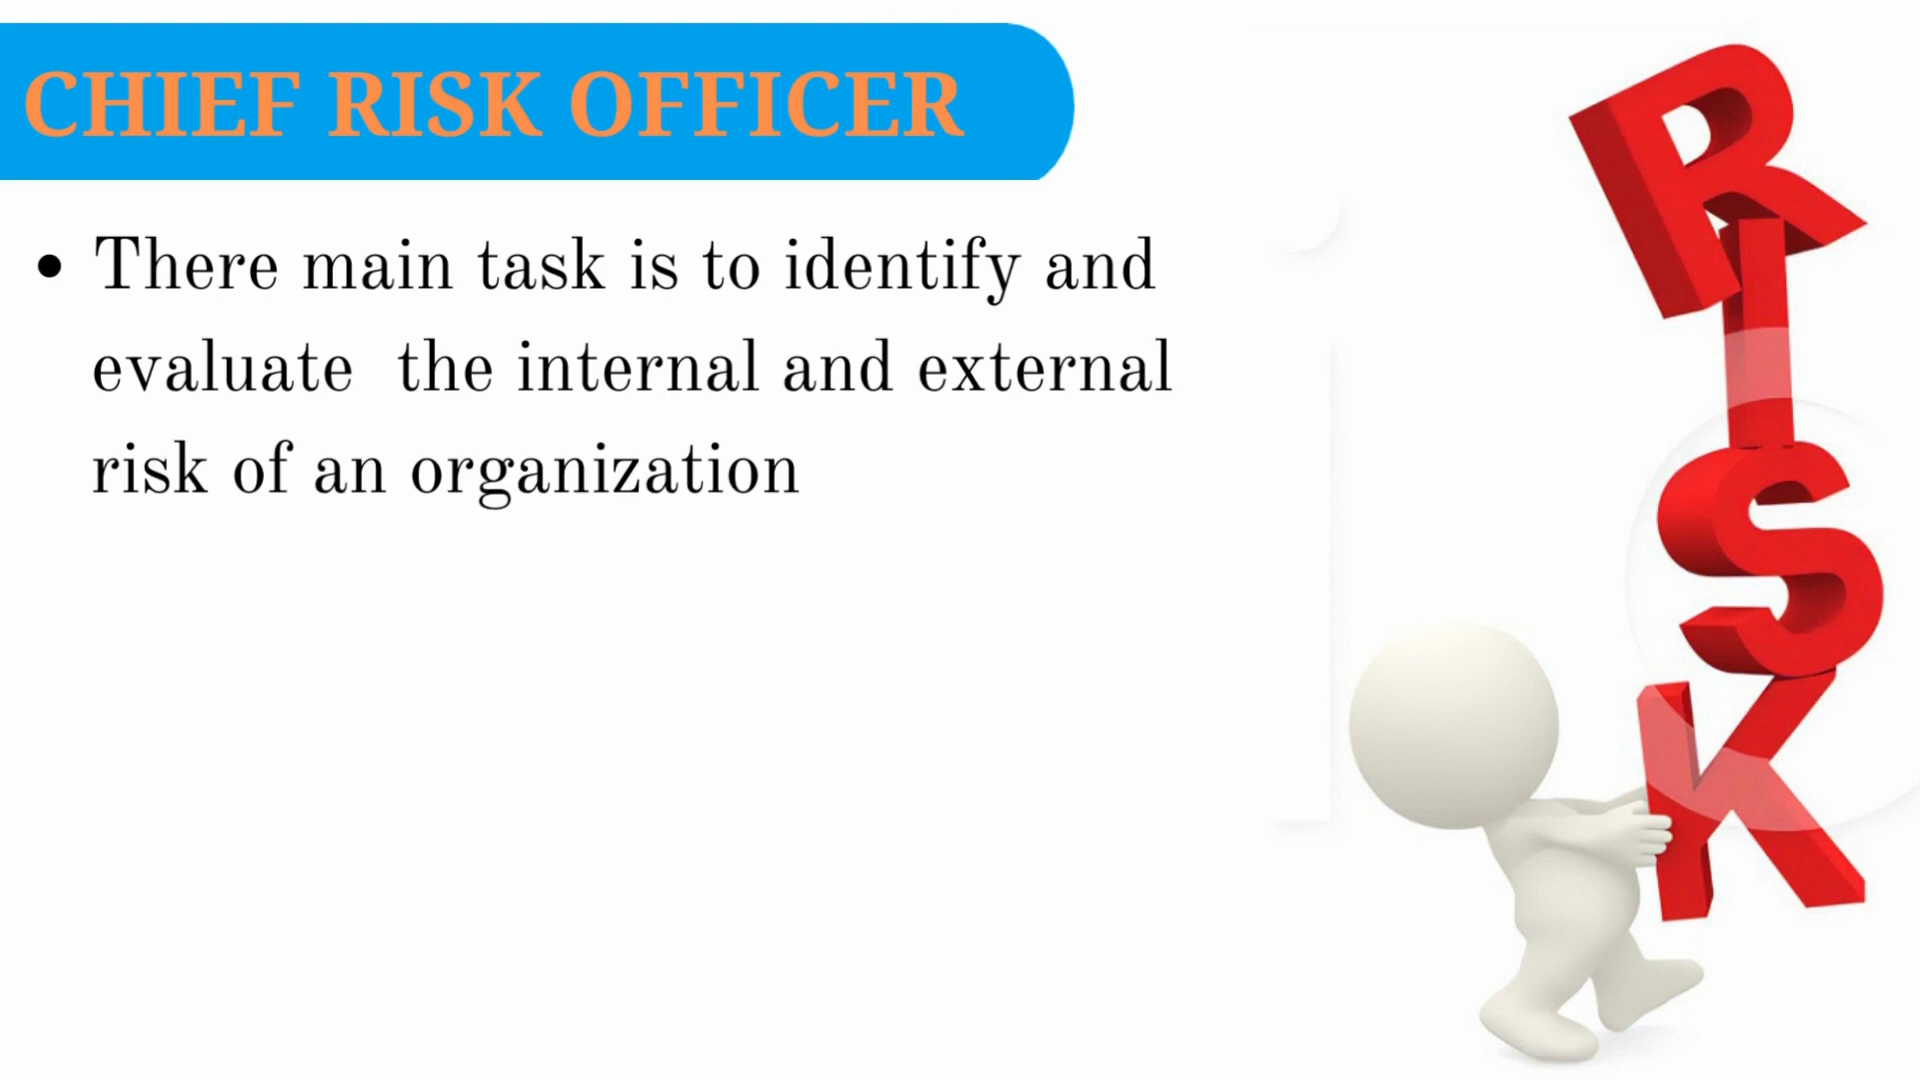 CHIEF RISK OFFICER
• There main task is to identify and
evaluate  the internal and external
risk of an organization
RISK